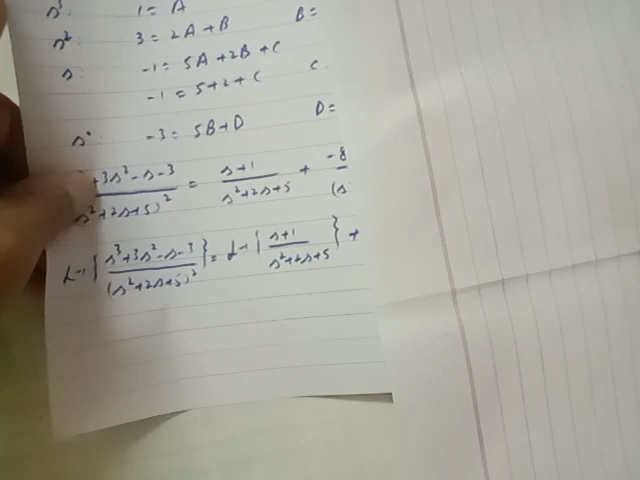 s³: 1 = A
s²: 3 = 2A + B B =
s: -1 = 5A + 2B + C
-1 = 5 + 2 + C C
s°: -3 = 5B + D D =
+3s² - s - 3 / (s² + 2s + 5)² = s + 1 / s² + 2s + 5 + -8 / (s
L⁻¹ { s³ + 3s² - s - 3 / (s² + 2s + 5)² } = L⁻¹ { s + 1 / s² + 2s + 5 } +